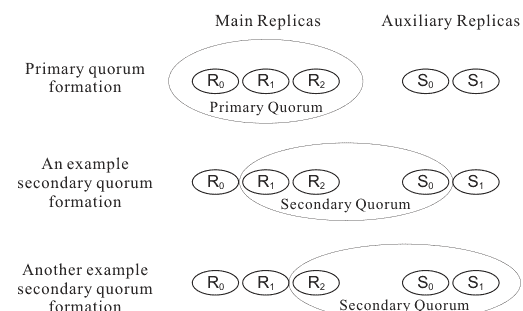 Main Replicas Auxiliary Replicas
Primary quorum
formation
R0 R1 R2 S0 S1
Primary Quorum
An example
secondary quorum
formation
R0 R1 R2 S0 S1
Secondary Quorum
Another example
secondary quorum
formation
R0 R1 R2 S0 S1
Secondary Quorum